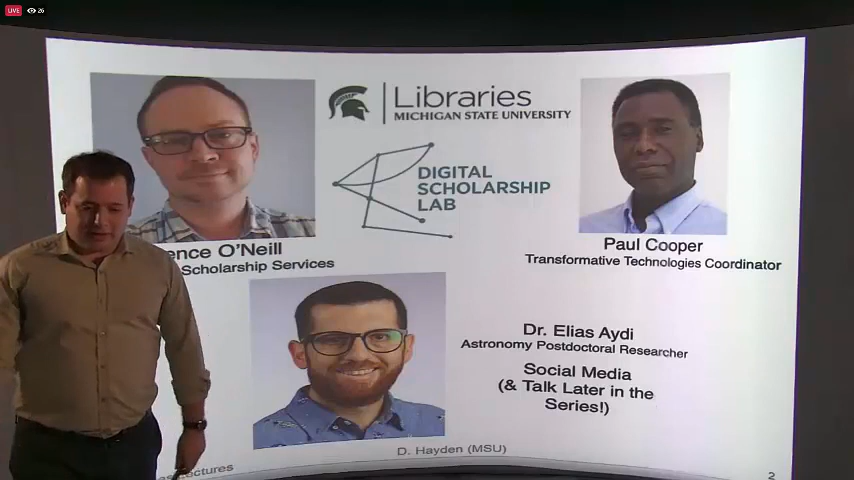 LIVE 26
Libraries
MICHIGAN STATE UNIVERSITY
DIGITAL
SCHOLARSHIP
LAB
ence O'Neill
Scholarship Services
Paul Cooper
Transformative Technologies Coordinator
Dr. Elias Aydi
Astronomy Postdoctoral Researcher
Social Media
(& Talk Later in the
Series!)
D. Hayden (MSU)
2